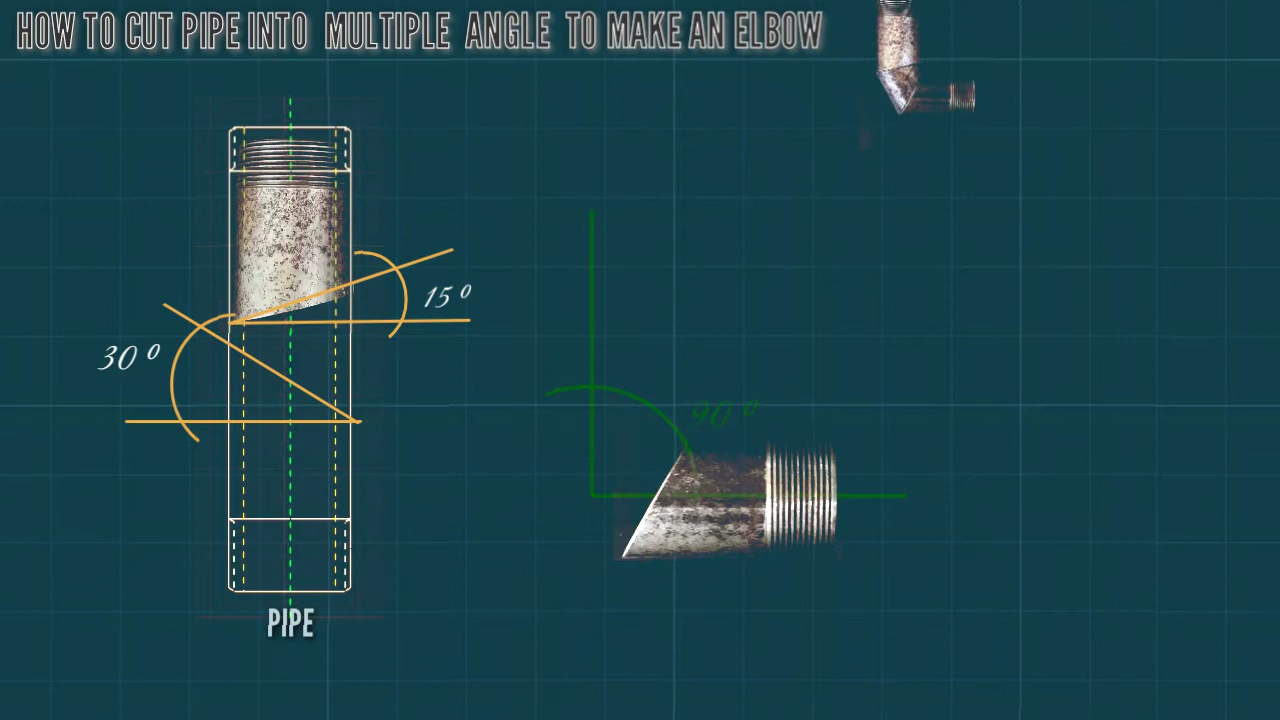 HOW TO CUT PIPE INTO MULTIPLE ANGLE TO MAKE AN ELBOW
15⁰
30⁰
90⁰
PIPE